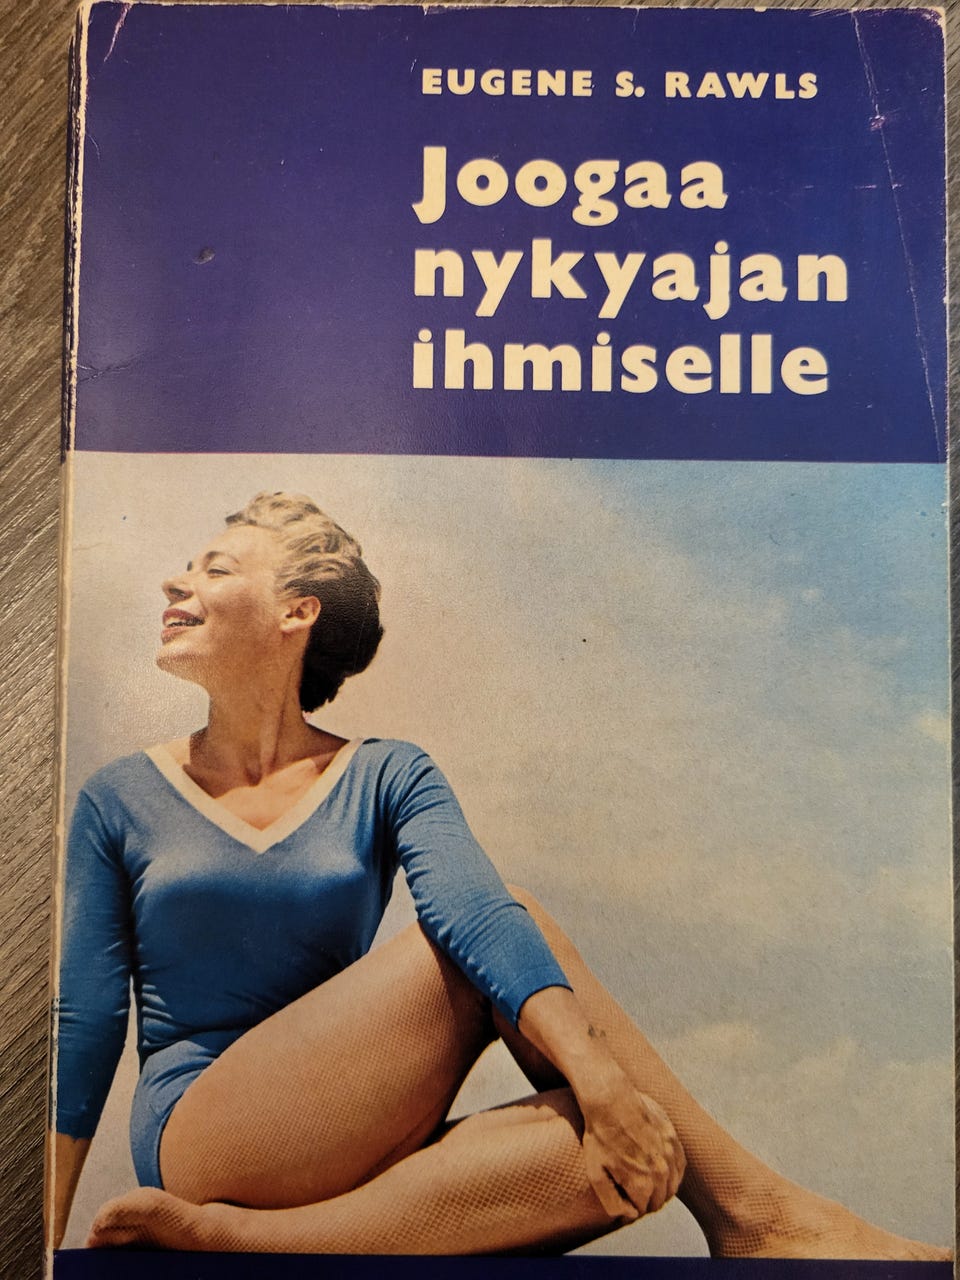 EUGENE S. RAWLS
Joogaa
nykyajan
ihmiselle